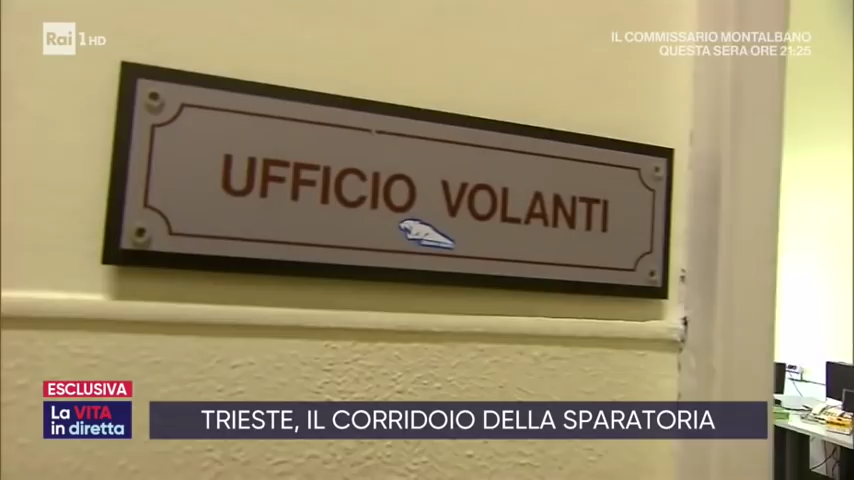 Rai 1 HD
IL COMMISSARIO MONTALBANO
QUESTA SERA ORE 21:25
UFFICIO VOLANTI
ESCLUSIVA
La VITA
in diretta
TRIESTE, IL CORRIDOIO DELLA SPARATORIA